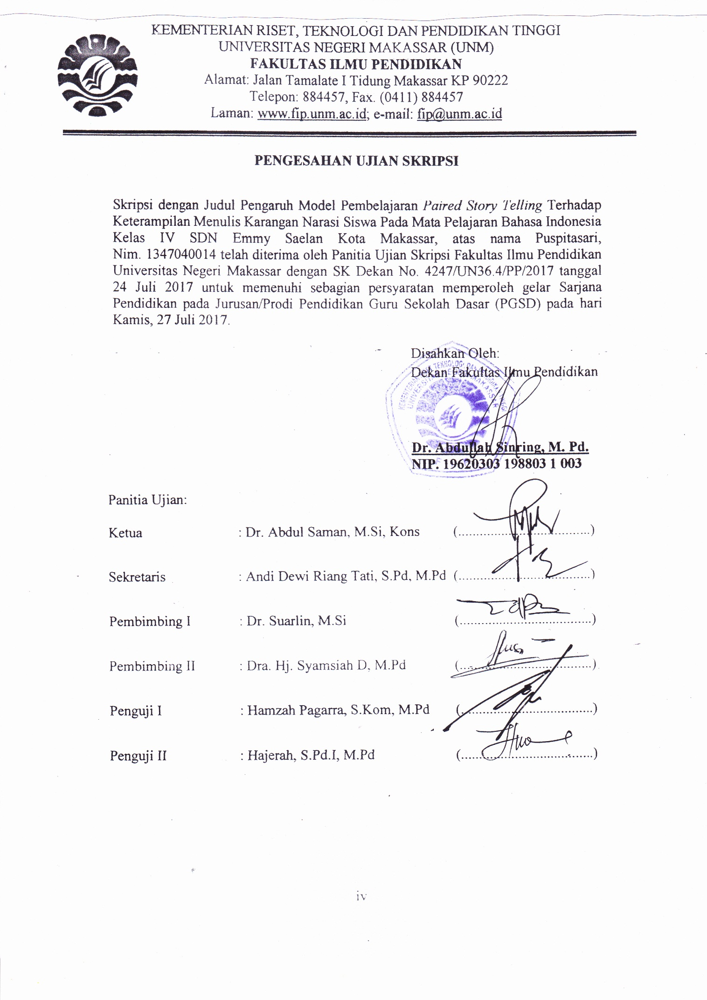 KEMENTERIAN RISET, TEKNOLOGI DAN PENDIDIKAN TINGGI
UNIVERSITAS NEGERI MAKASSAR (UNM)
FAKULTAS ILMU PENDIDIKAN
Alamat: Jalan Tamalate I Tidung Makassar KP 90222
Telepon: 884457, Fax. (0411) 884457
Laman: www.fip.unm.ac.id; e-mail: fip@unm.ac.id
PENGESAHAN UJIAN SKRIPSI
Skripsi dengan Judul Pengaruh Model Pembelajaran Paired Story Telling Terhadap
Keterampilan Menulis Karangan Narasi Siswa Pada Mata Pelajaran Bahasa Indonesia
Kelas IV SDN Emmy Saelan Kota Makassar, atas nama Puspitasari,
Nim. 1347040014 telah diterima oleh Panitia Ujian Skripsi Fakultas Ilmu Pendidikan
Universitas Negeri Makassar dengan SK Dekan No. 4247/UN36.4/PP/2017 tanggal
24 Juli 2017 untuk memenuhi sebagian persyaratan memperoleh gelar Sarjana
Pendidikan pada Jurusan/Prodi Pendidikan Guru Sekolah Dasar (PGSD) pada hari
Kamis, 27 Juli 2017.
Disahkan Oleh:
Dekan Fakultas Ilmu Pendidikan
Dr. Abdullah Sinring, M. Pd.
NIP. 19620303 198803 1 003
Panitia Ujian:
Ketua : Dr. Abdul Saman, M.Si, Kons (....................................)
Sekretaris : Andi Dewi Riang Tati, S.Pd, M.Pd (....................................)
Pembimbing I : Dr. Suarlin, M.Si (....................................)
Pembimbing II : Dra. Hj. Syamsiah D, M.Pd (....................................)
Penguji I : Hamzah Pagarra, S.Kom, M.Pd (....................................)
Penguji II : Hajerah, S.Pd.I, M.Pd (....................................)
iv